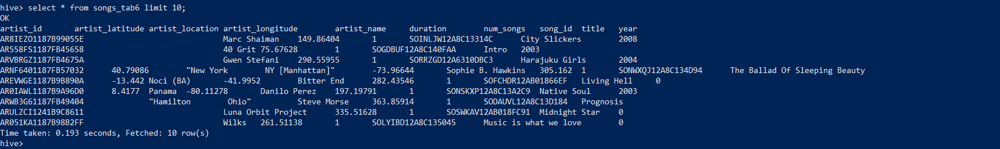 hive> select * from songs_tab6 limit 10;
OK
artist_id artist_latitude artist_location artist_longitude artist_name duration num_songs song_id title year
AR8IEZO1187B99055E Marc Shaiman 149.86404 1 SOINLJW12A8C13314C City Slickers 2008
AR558FS1187FB45658 40 Grit 75.67628 1 SOGDBUF12A8C140FAA Intro 2003
ARVBRGZ1187FB4675A Gwen Stefani 290.55955 1 SORRZGD12A6310DBC3 Harajuku Girls 2004
ARNF6401187FB57032 40.79086 "New York NY [Manhattan]" -73.96644 Sophie B. Hawkins 305.162 1 SONWXQJ12A8C134D94 The Ballad Of Sleeping Beauty
AREVWGE1187B9B890A -13.442 Noci (BA) -41.9952 Bitter End 282.43546 1 SOFCHDR12AB01866EF Living Hell 0
AR0IAWL1187B9A96D0 8.4177 Panama -80.11278 Danilo Perez 197.19791 1 SONSKXP12A8C13A2C9 Native Soul 2003
ARWB3G61187FB49404 "Hamilton Ohio" Steve Morse 363.85914 1 SODAUVL12A8C13D184 Prognosis
ARULZCI1241B9C8611 Luna Orbit Project 335.51628 1 SOSWKAV12AB018FC91 Midnight Star 0
AR051KA1187B98B2FF Wilks 261.51138 1 SOLYIBD12A8C135045 Music is what we love 0
Time taken: 0.193 seconds, Fetched: 10 row(s)
hive>